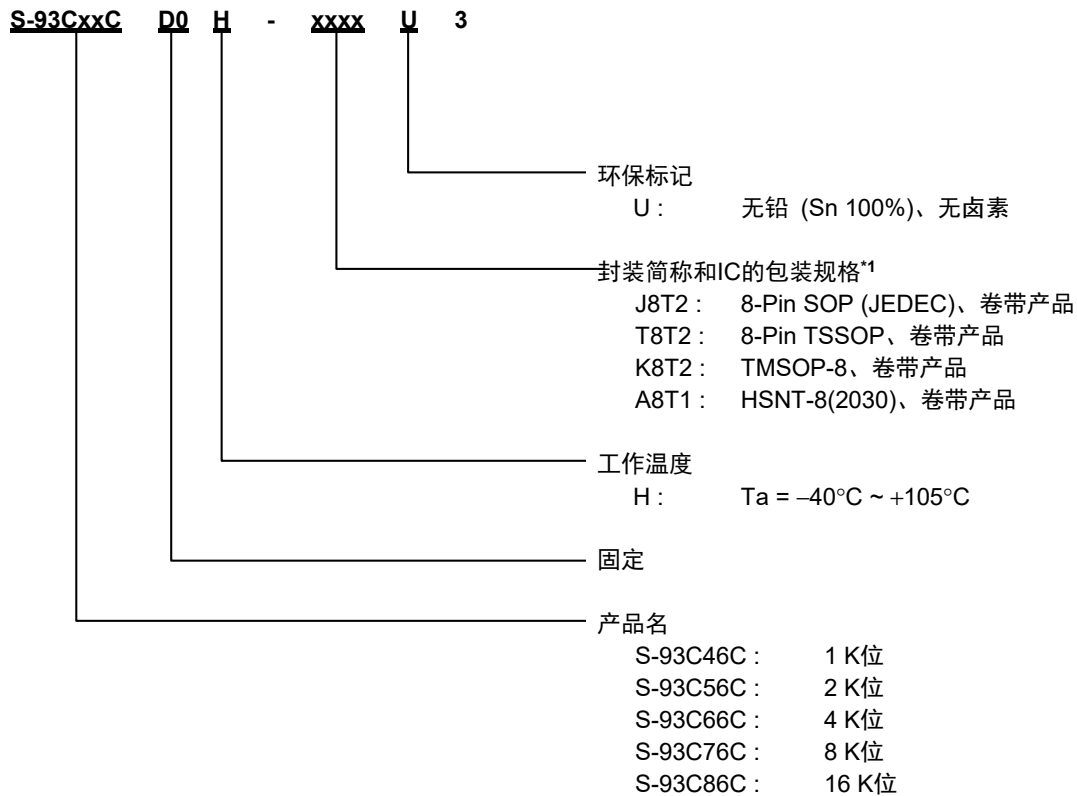 S-93CxxC D0 H - xxxx U 3
环保标记
U : 无铅 (Sn 100%)、无卤素
封装简称和IC的包装规格*1
J8T2 : 8-Pin SOP (JEDEC)、卷带产品
T8T2 : 8-Pin TSSOP、卷带产品
K8T2 : TMSOP-8、卷带产品
A8T1 : HSNT-8(2030)、卷带产品
工作温度
H : Ta = −40°C ~ +105°C
固定
产品名
S-93C46C : 1 K位
S-93C56C : 2 K位
S-93C66C : 4 K位
S-93C76C : 8 K位
S-93C86C : 16 K位